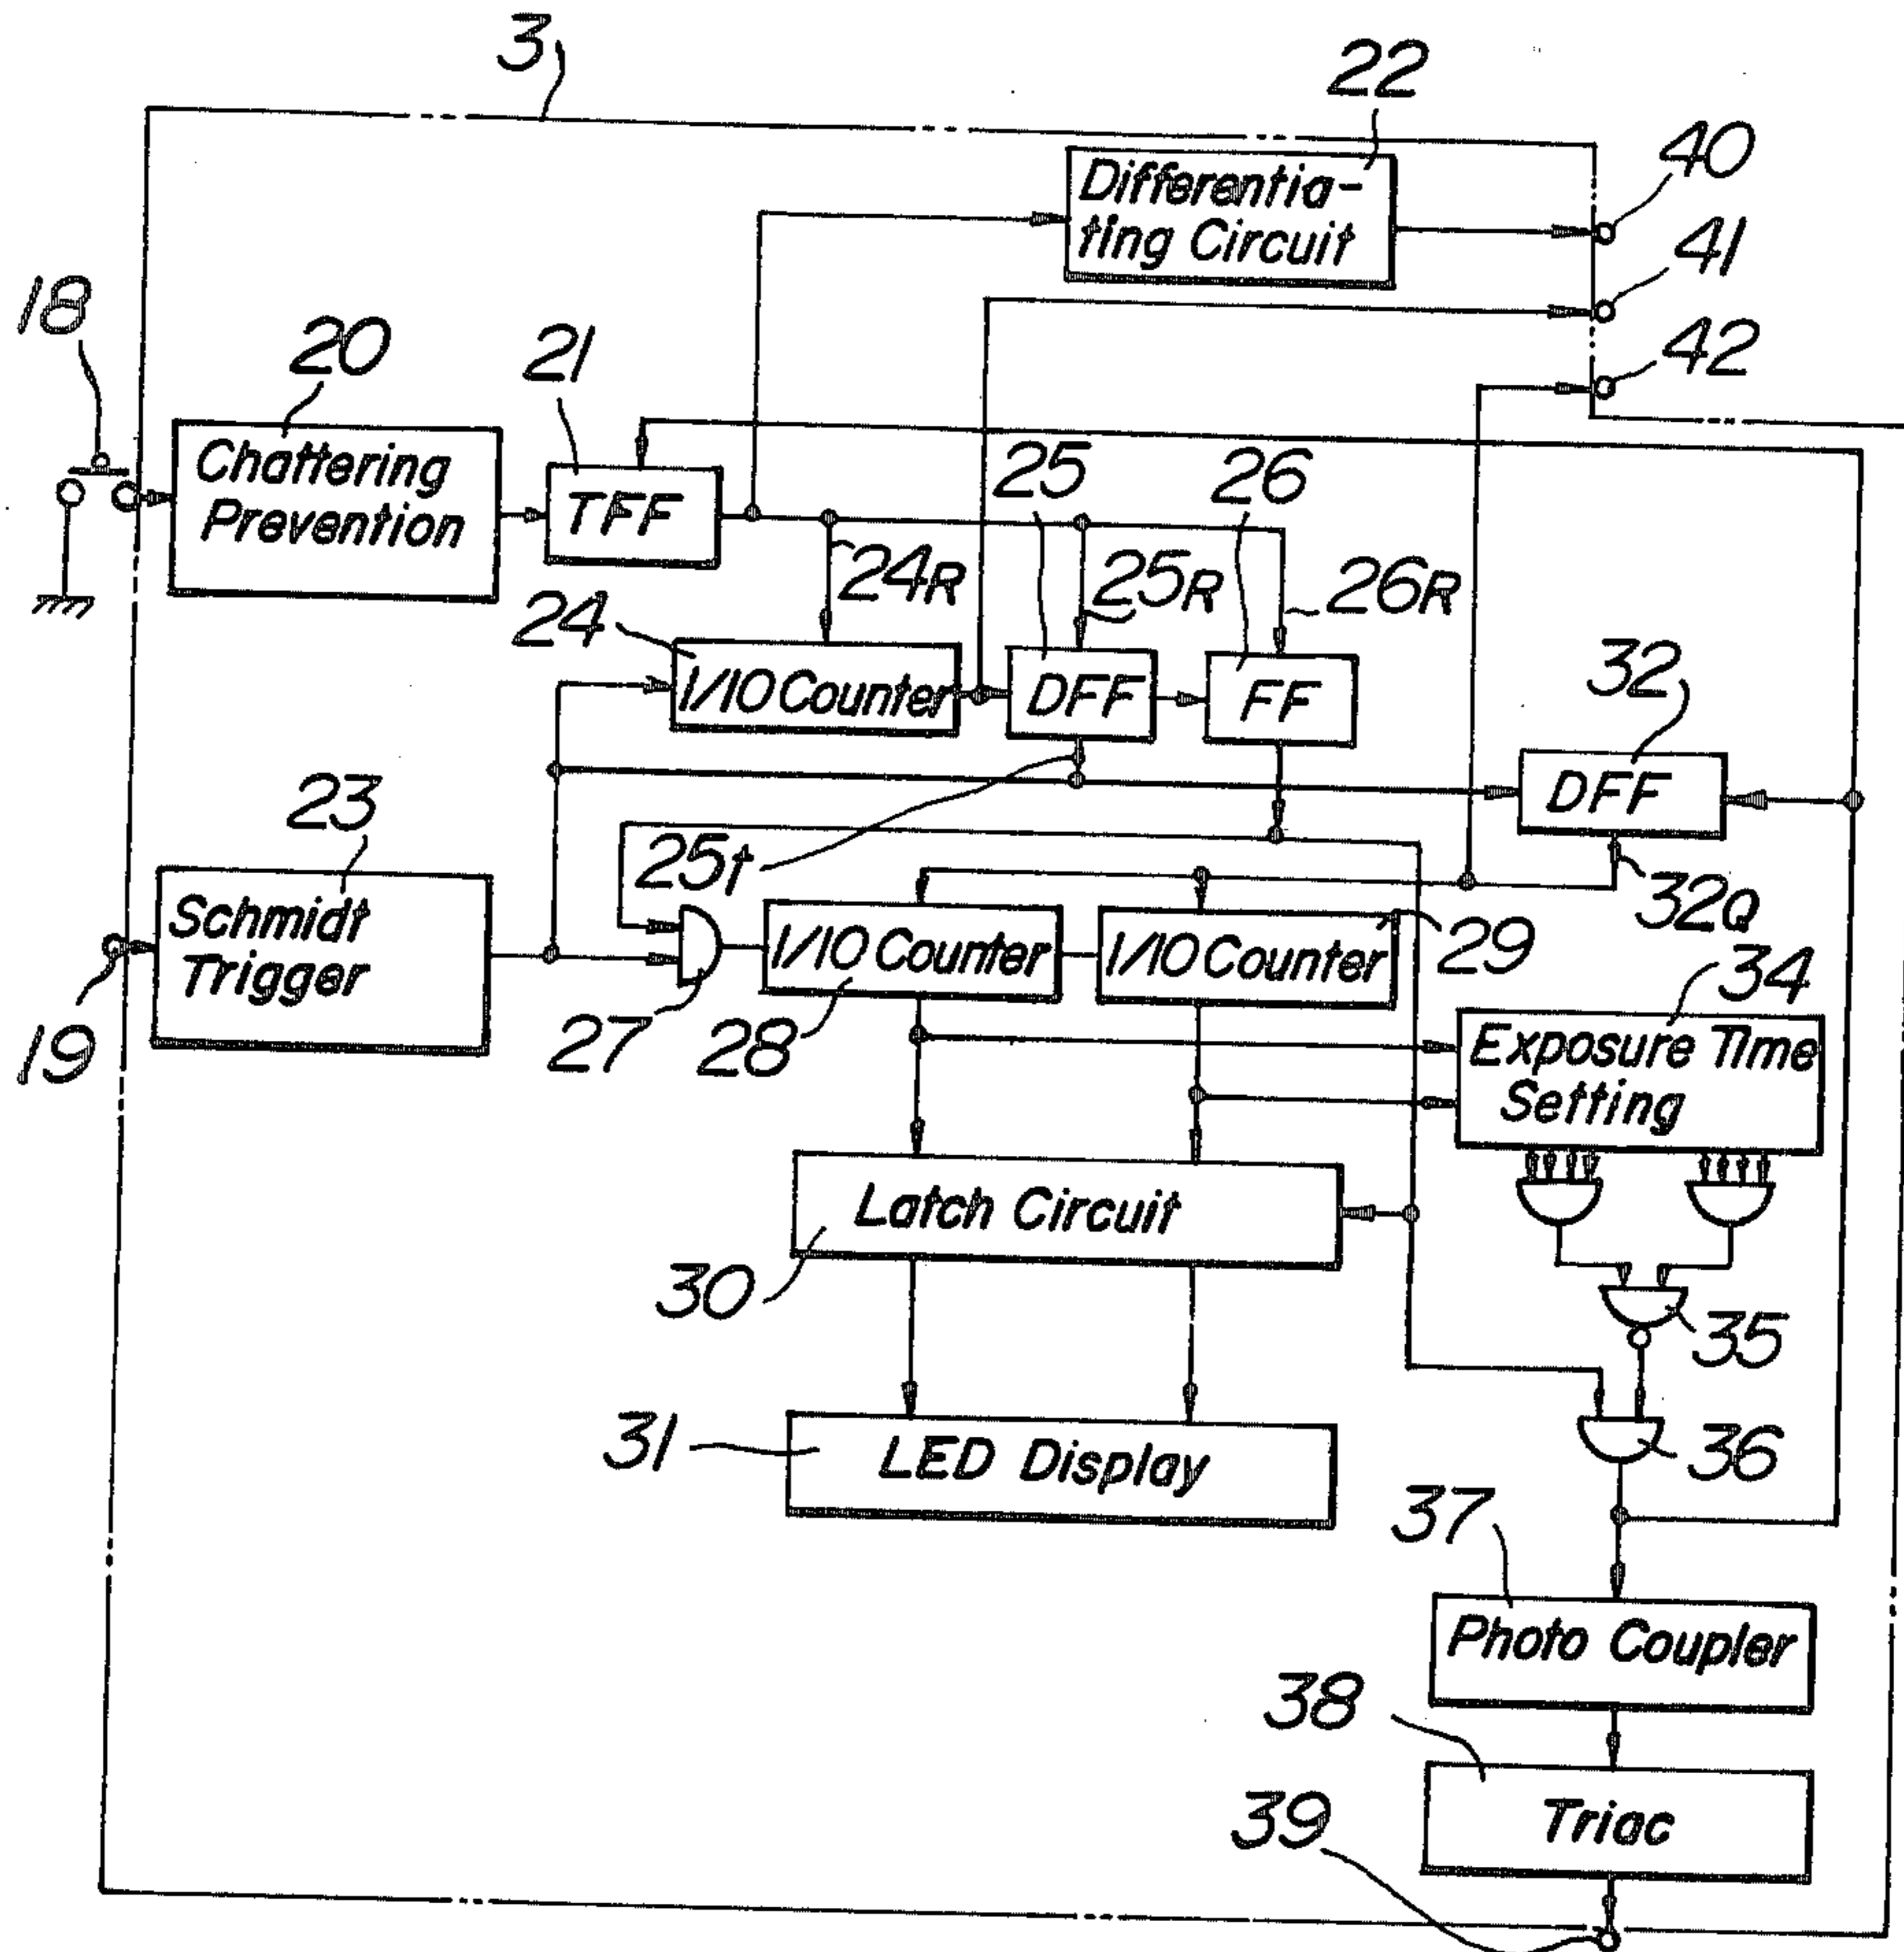 3
22
40
Differentia-
ting Circuit
41
18
20
21
42
Chattering
Prevention
TFF
25
26
24R
25R
26R
24
1/10 Counter
DFF
FF
32
DFF
23
25t
32Q
Schmidt
Trigger
1/10 Counter
1/10 Counter
29
34
19
27
28
Exposure Time
Setting
Latch Circuit
30
35
31
LED Display
36
37
Photo Coupler
38
Triac
39